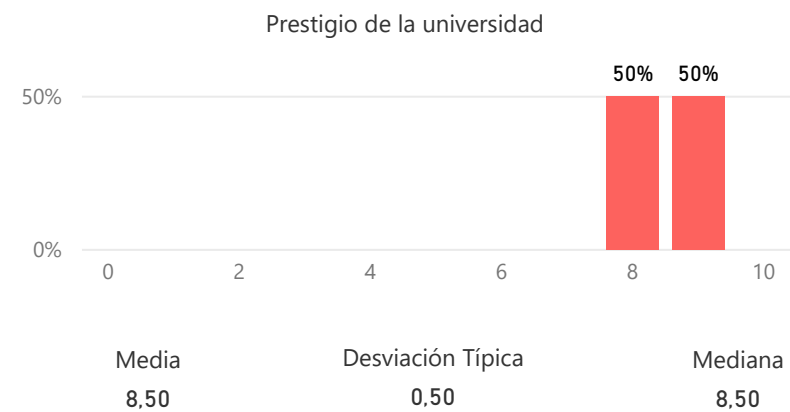 Prestigio de la universidad
50% 50%
50%
0%
0 2 4 6 8 10
Media Desviación Típica Mediana
8,50 0,50 8,50